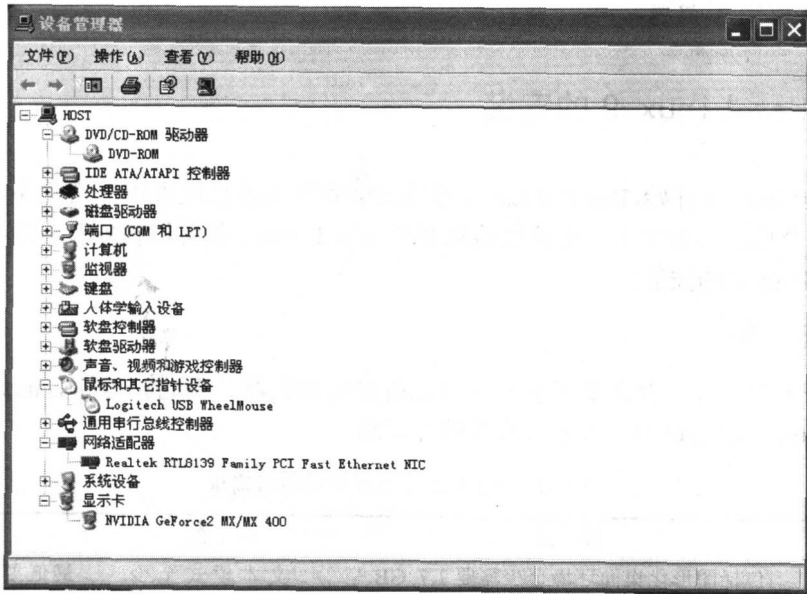 设备管理器
文件(F) 操作(A) 查看(V) 帮助(H)
HOST
DVD/CD-ROM 驱动器
DVD-ROM
IDE ATA/ATAPI 控制器
处理器
磁盘驱动器
端口 (COM 和 LPT)
计算机
监视器
键盘
人体学输入设备
软盘控制器
软盘驱动器
声音、视频和游戏控制器
鼠标和其它指针设备
Logitech USB WheelMouse
通用串行总线控制器
网络适配器
Realtek RTL8139 Family PCI Fast Ethernet NIC
系统设备
显示卡
NVIDIA GeForce2 MX/MX 400